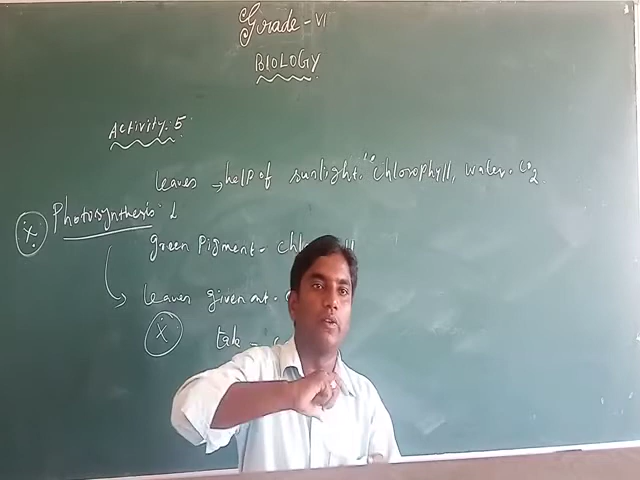 Grade - VI
BIOLOGY
Activity: 5
leaves → help of sunlight. chlorophyll, water. CO2
Photosynthesis
green pigment - chl
leaves given out -
take -